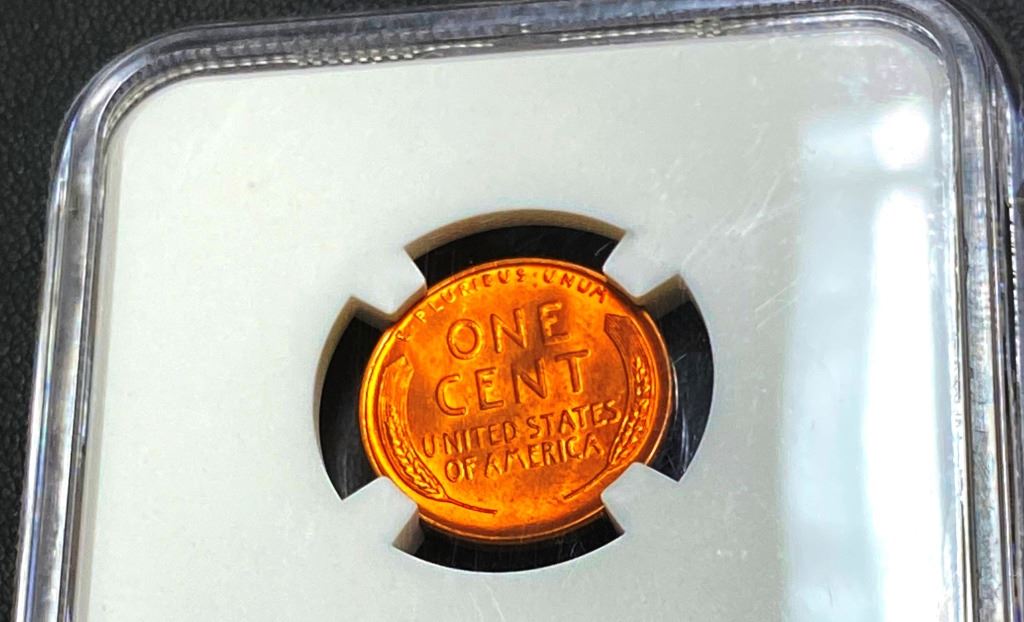 E·PLURIBUS·UNUM
ONE
CENT
UNITED STATES
OF AMERICA